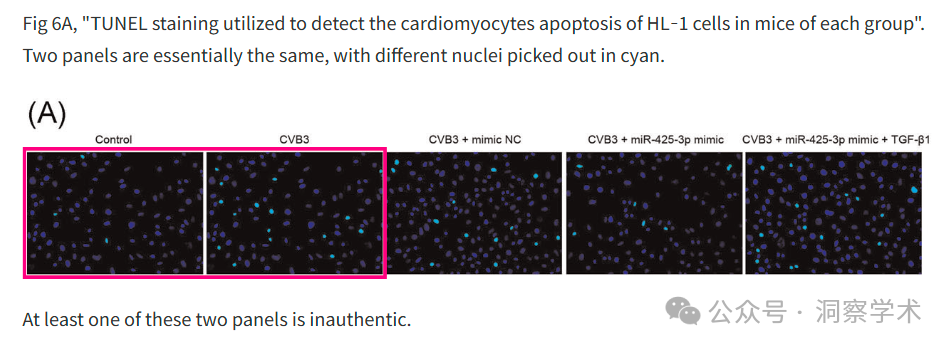 Fig 6A, "TUNEL staining utilized to detect the cardiomyocytes apoptosis of HL-1 cells in mice of each group".
Two panels are essentially the same, with different nuclei picked out in cyan.
(A)
Control CVB3 CVB3 + mimic NC CVB3 + miR-425-3p mimic CVB3 + miR-425-3p mimic + TGF-β1
At least one of these two panels is inauthentic.
公众号 · 洞察学术